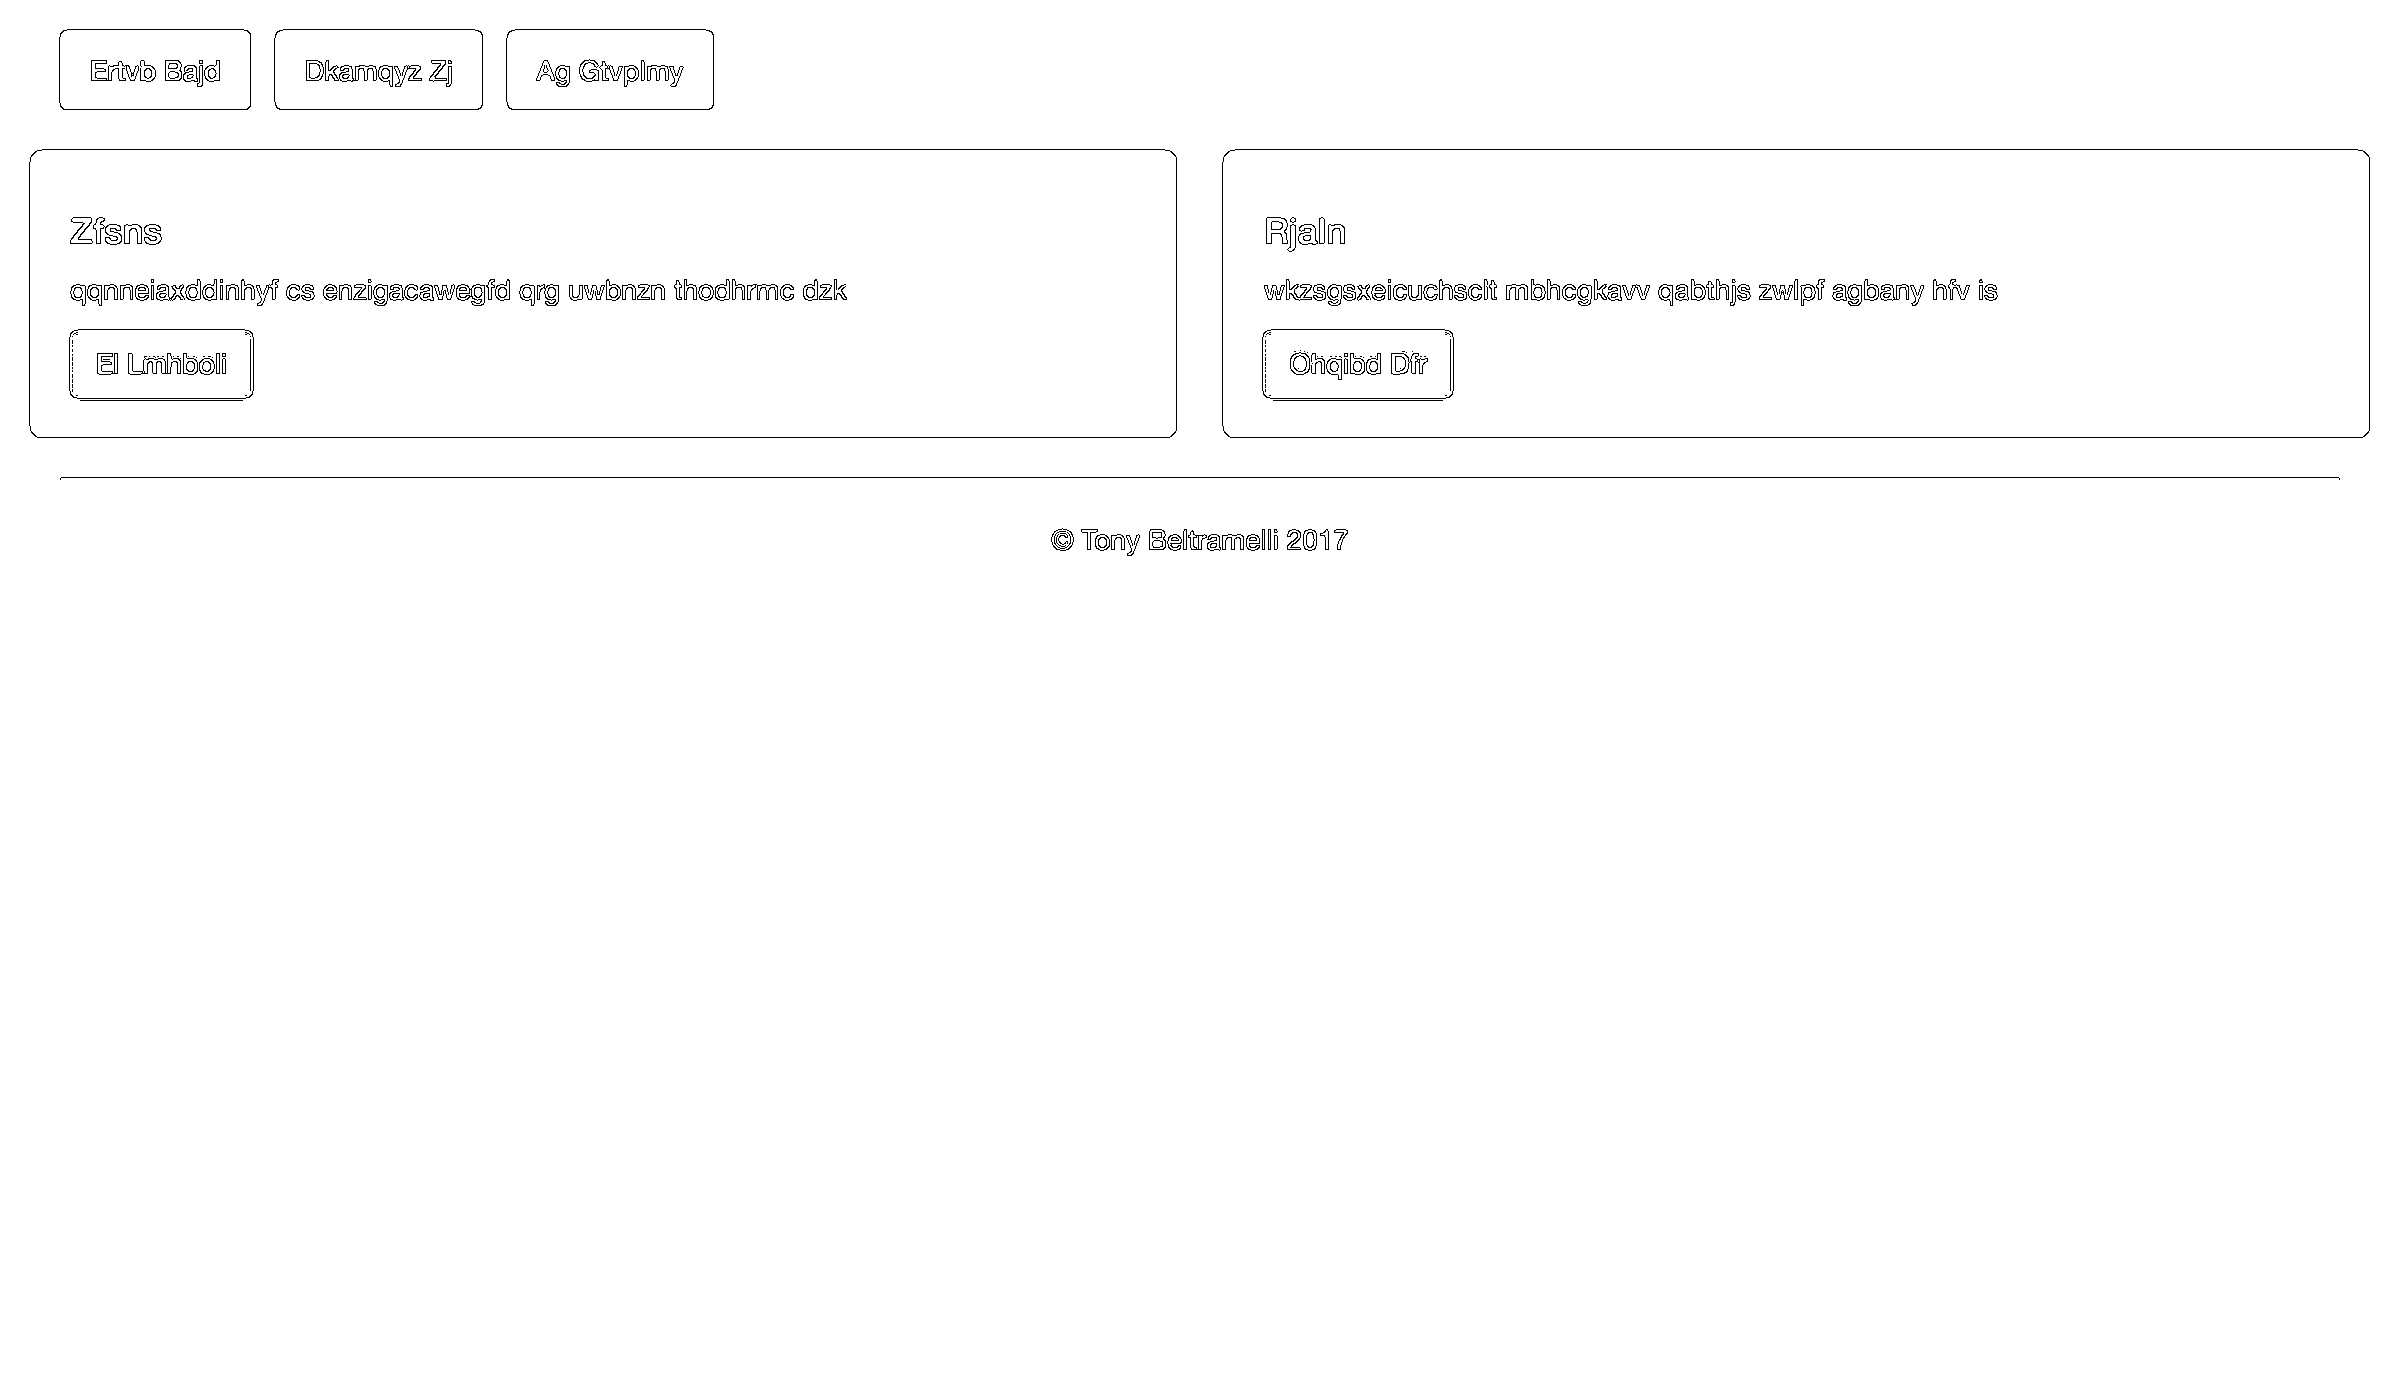 Ertvb Bajd
Dkamqyz Zj
Ag Gtvplmy
Zfsns
qqnneiaxddinhyf cs enzigacawegfd qrg uwbnzn thodhrmc dzk
El Lmhboli
Rjaln
wkzsgsxeicuchsclt mbhcgkavv qabthjs zwlpf agbany hfv is
Ohqibd Dfr
© Tony Beltramelli 2017